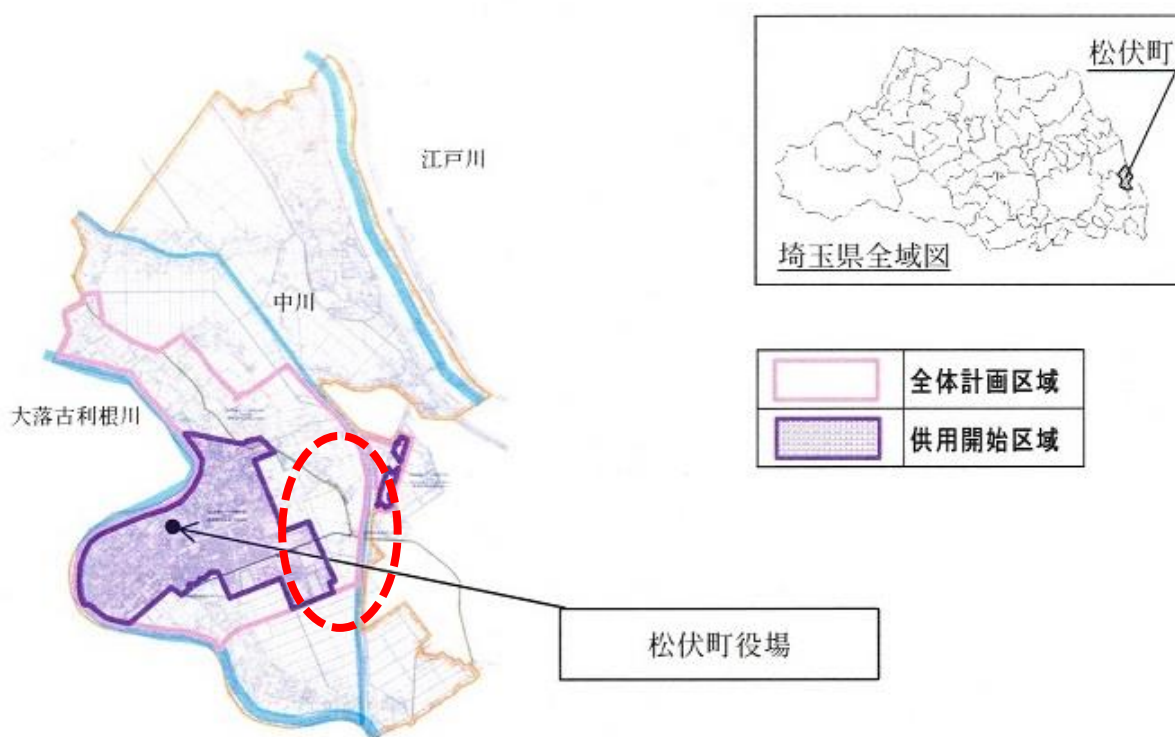 松伏町
埼玉県全域図
江戸川
中川
大落古利根川
全体計画区域
供用開始区域
松伏町役場